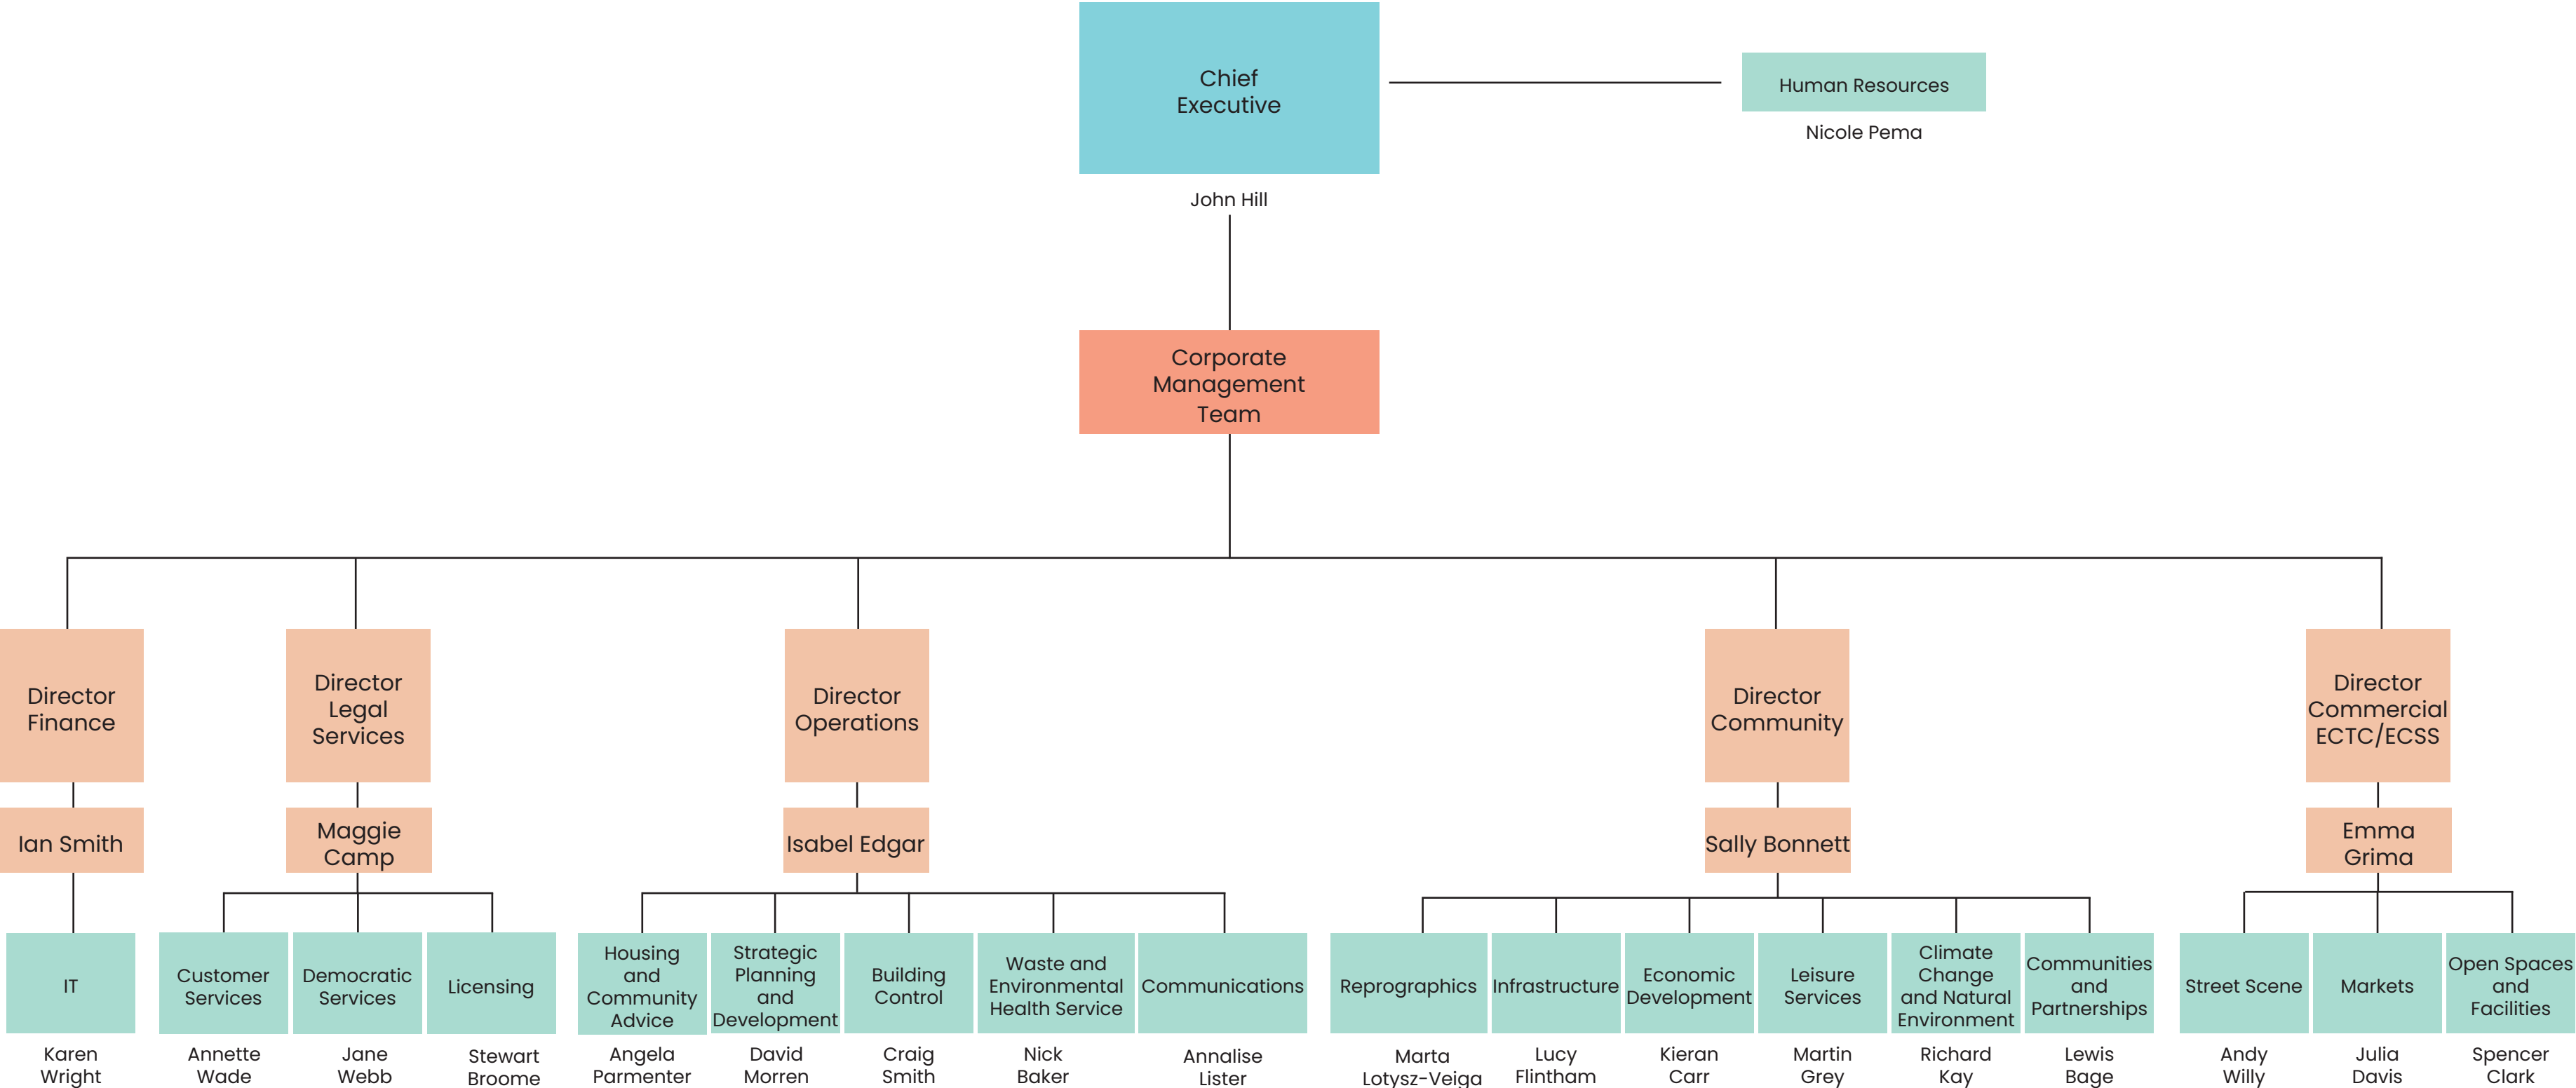 Chief
Executive
Human Resources
Nicole Pema
John Hill
Corporate
Management
Team
Director
Finance
Director
Legal
Services
Director
Operations
Director
Community
Director
Commercial
ECTC/ECSS
Ian Smith
Maggie
Camp
Isabel Edgar
Sally Bonnett
Emma
Grima
IT
Customer
Services
Democratic
Services
Licensing
Housing
and
Community
Advice
Strategic
Planning
and
Development
Building
Control
Waste and
Environmental
Health Service
Communications
Reprographics
Infrastructure
Economic
Development
Leisure
Services
Climate
Change
and Natural
Environment
Communities
and
Partnerships
Street Scene
Markets
Open Spaces
and
Facilities
Karen
Wright
Annette
Wade
Jane
Webb
Stewart
Broome
Angela
Parmenter
David
Morren
Craig
Smith
Nick
Baker
Annalise
Lister
Marta
Lotysz-Veiga
Lucy
Flintham
Kieran
Carr
Martin
Grey
Richard
Kay
Lewis
Bage
Andy
Willy
Julia
Davis
Spencer
Clark